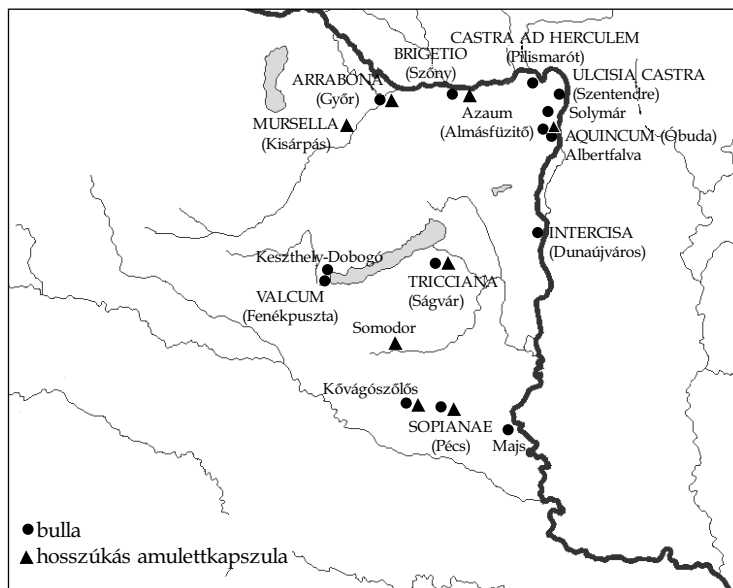 CASTRA AD HERCULEM
(Pilismarót)
BRIGETIO
(Szőny)
ULCISIA CASTRA
(Szentendre)
ARRABONA
(Győr)
Solymár
Azaum
(Almásfüzitő)
MURSELLA
(Kisárpás)
AQUINCUM (Óbuda)
Albertfalva
INTERCISA
(Dunaújváros)
Keszthely-Dobogó
TRICCIANA
(Ságvár)
VALCUM
(Fenékpuszta)
Somodor
Kővágószőlős
SOPIANAE
(Pécs)
Majs
bulla
hosszúkás amulettkapszula